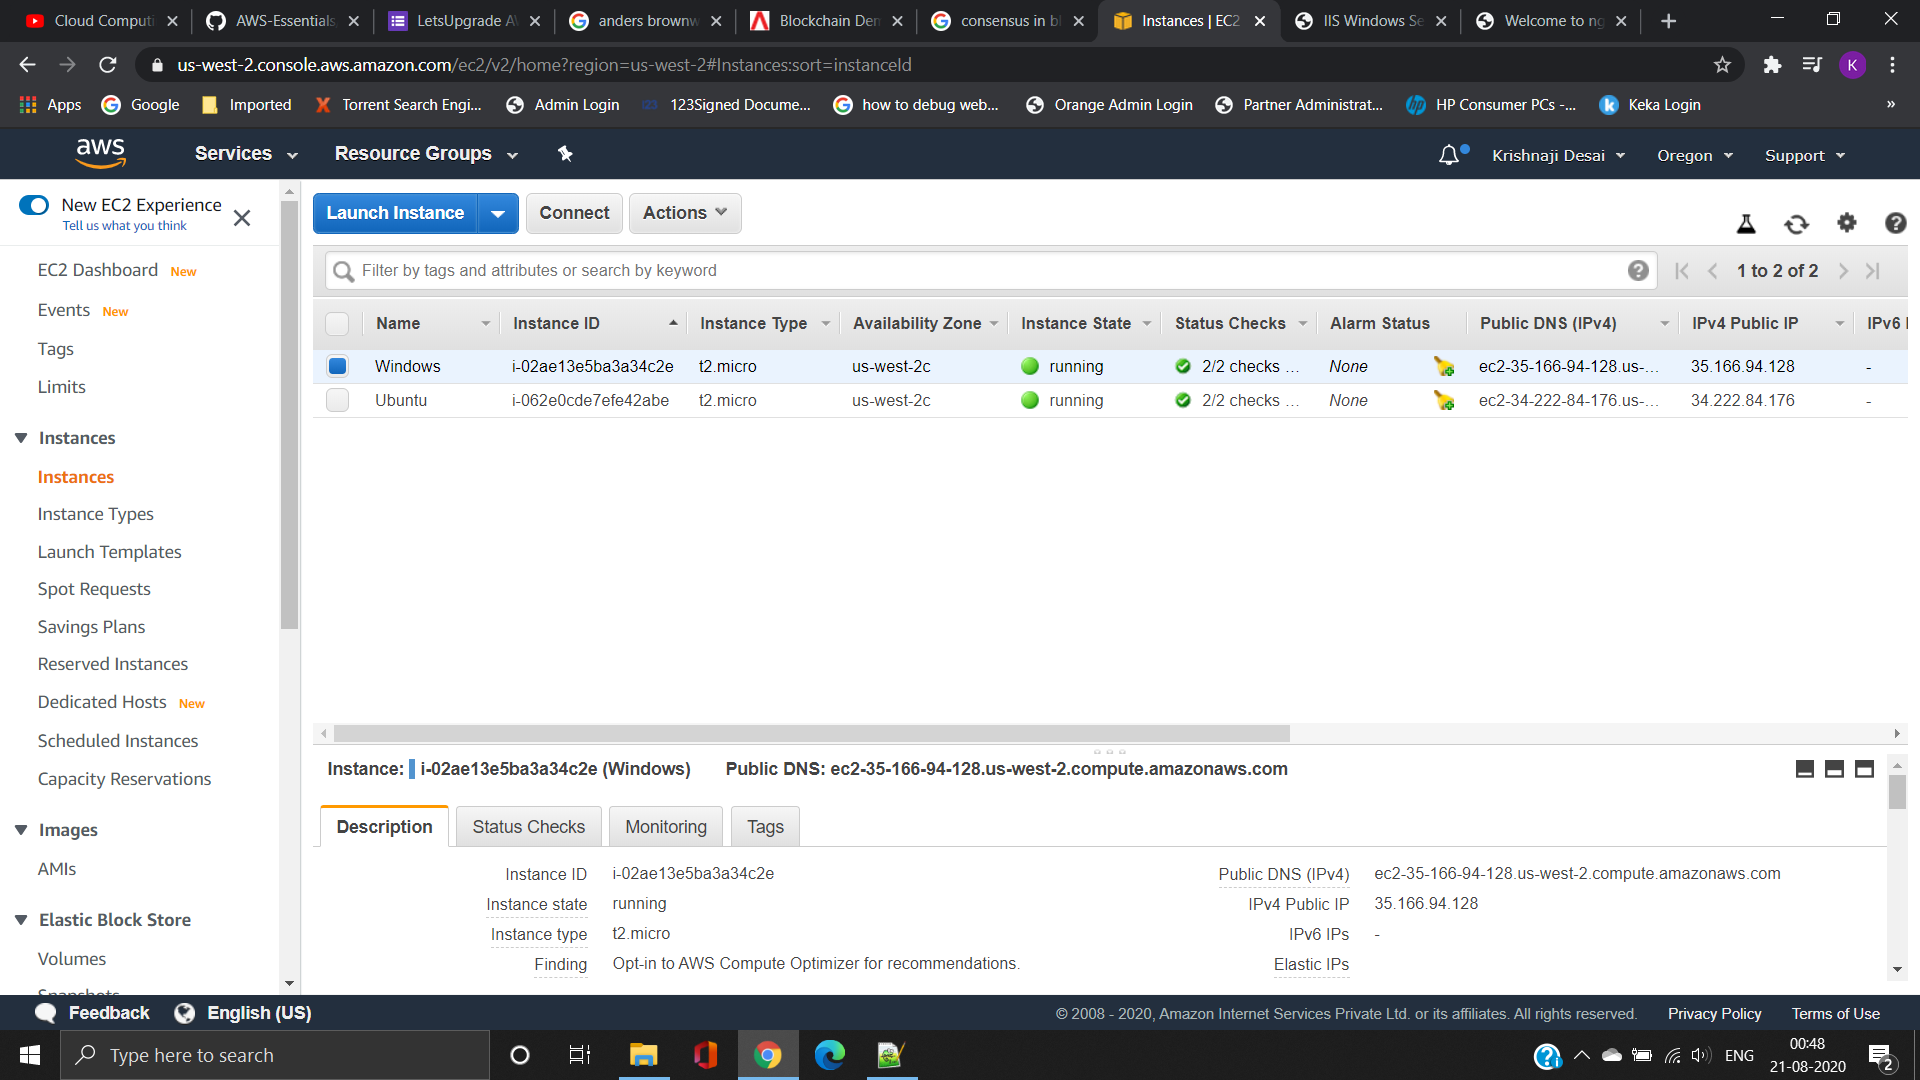 Cloud Computi
AWS-Essentials
LetsUpgrade A
anders brownw
Blockchain Den
consensus in bl
Instances | EC2
IIS Windows Se
Welcome to ng
us-west-2.console.aws.amazon.com/ec2/v2/home?region=us-west-2#Instances:sort=instanceId
K
Apps
Google
Imported
Torrent Search Engi...
Admin Login
123Signed Docume...
how to debug web...
Orange Admin Login
Partner Administrat...
HP Consumer PCs -...
Keka Login
»
aws
Services
Resource Groups
Krishnaji Desai
Oregon
Support
New EC2 Experience
Tell us what you think
EC2 Dashboard New
Events New
Tags
Limits
Instances
Instances
Instance Types
Launch Templates
Spot Requests
Savings Plans
Reserved Instances
Dedicated Hosts New
Scheduled Instances
Capacity Reservations
Images
AMIs
Elastic Block Store
Volumes
Snapshots
Launch Instance
Connect
Actions
Filter by tags and attributes or search by keyword
1 to 2 of 2
Name Instance ID Instance Type Availability Zone Instance State Status Checks Alarm Status Public DNS (IPv4) IPv4 Public IP IPv6 I
Windows i-02ae13e5ba3a34c2e t2.micro us-west-2c running 2/2 checks ... None ec2-35-166-94-128.us-... 35.166.94.128 -
Ubuntu i-062e0cde7efe42abe t2.micro us-west-2c running 2/2 checks ... None ec2-34-222-84-176.us-... 34.222.84.176 -
Instance: i-02ae13e5ba3a34c2e (Windows) Public DNS: ec2-35-166-94-128.us-west-2.compute.amazonaws.com
Description
Status Checks
Monitoring
Tags
Instance ID i-02ae13e5ba3a34c2e
Instance state running
Instance type t2.micro
Finding Opt-in to AWS Compute Optimizer for recommendations.
Public DNS (IPv4) ec2-35-166-94-128.us-west-2.compute.amazonaws.com
IPv4 Public IP 35.166.94.128
IPv6 IPs -
Elastic IPs
Feedback
English (US)
© 2008 - 2020, Amazon Internet Services Private Ltd. or its affiliates. All rights reserved.
Privacy Policy
Terms of Use
Type here to search
ENG
00:48
21-08-2020
2